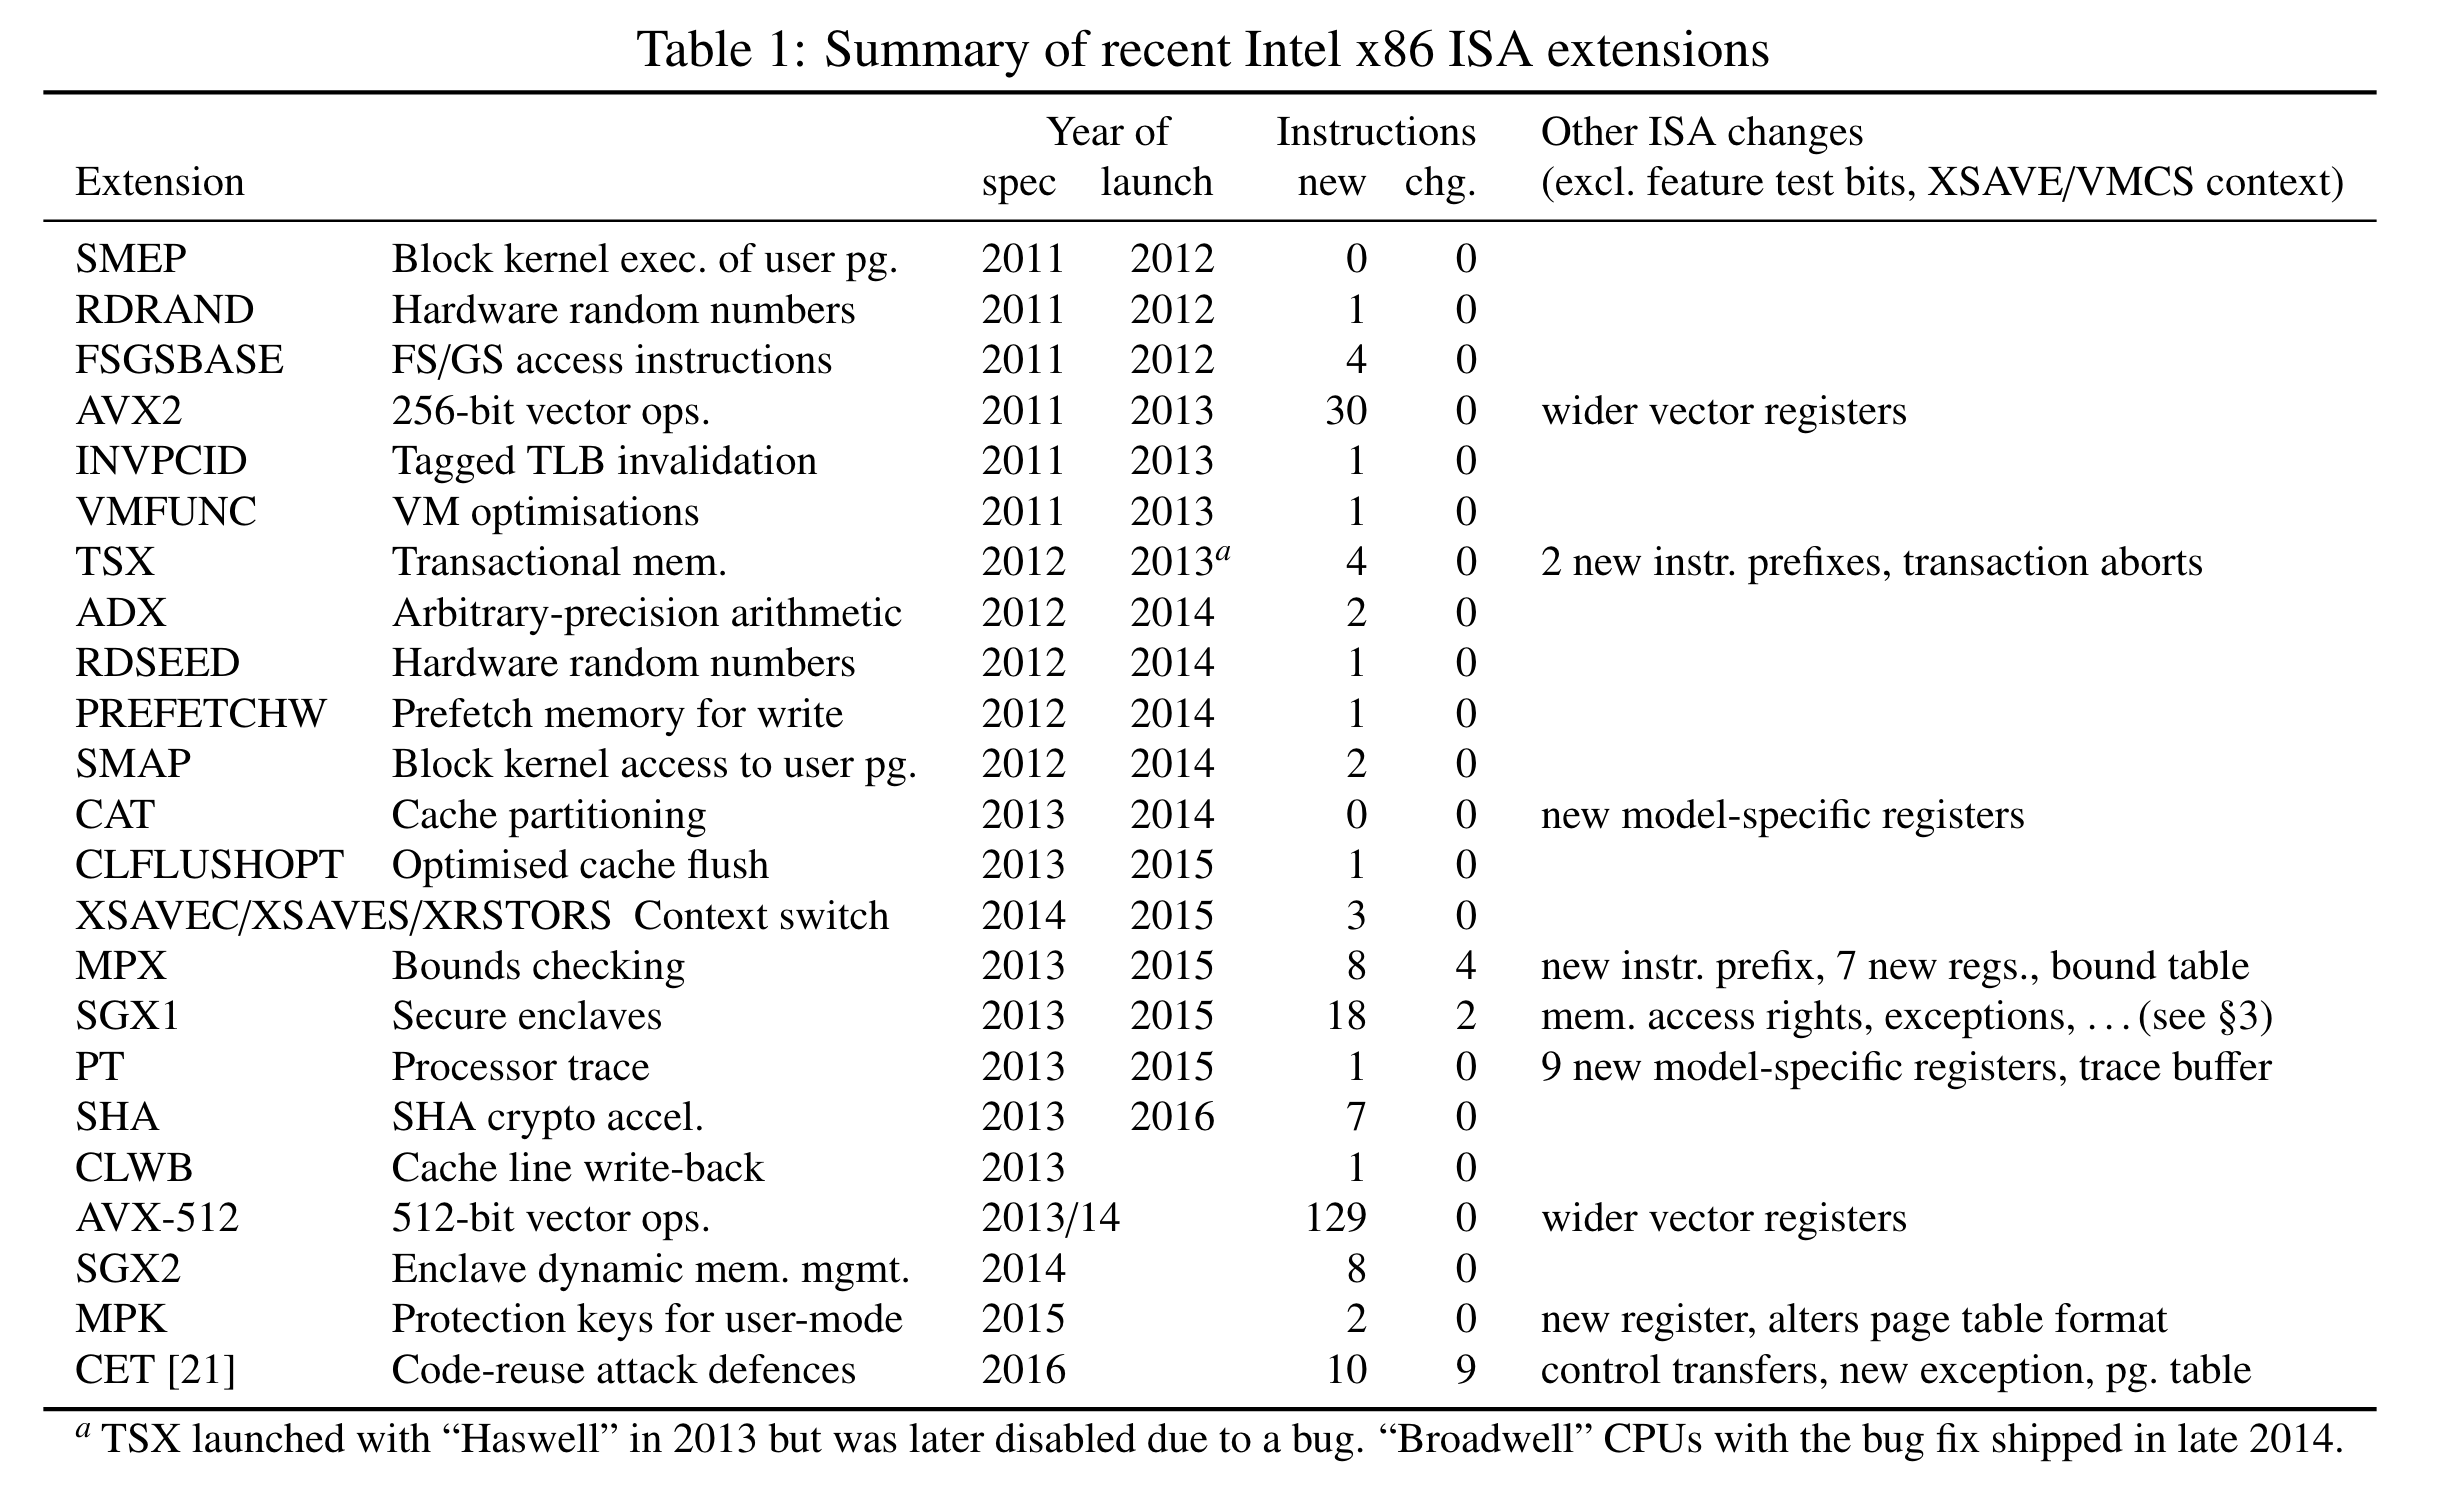 Table 1: Summary of recent Intel x86 ISA extensions
Year of Instructions Other ISA changes
Extension spec launch new chg. (excl. feature test bits, XSAVE/VMCS context)
SMEP Block kernel exec. of user pg. 2011 2012 0 0
RDRAND Hardware random numbers 2011 2012 1 0
FSGSBASE FS/GS access instructions 2011 2012 4 0
AVX2 256-bit vector ops. 2011 2013 30 0 wider vector registers
INVPCID Tagged TLB invalidation 2011 2013 1 0
VMFUNC VM optimisations 2011 2013 1 0
TSX Transactional mem. 2012 2013a 4 0 2 new instr. prefixes, transaction aborts
ADX Arbitrary-precision arithmetic 2012 2014 2 0
RDSEED Hardware random numbers 2012 2014 1 0
PREFETCHW Prefetch memory for write 2012 2014 1 0
SMAP Block kernel access to user pg. 2012 2014 2 0
CAT Cache partitioning 2013 2014 0 0 new model-specific registers
CLFLUSHOPT Optimised cache flush 2013 2015 1 0
XSAVEC/XSAVES/XRSTORS Context switch 2014 2015 3 0
MPX Bounds checking 2013 2015 8 4 new instr. prefix, 7 new regs., bound table
SGX1 Secure enclaves 2013 2015 18 2 mem. access rights, exceptions, ... (see §3)
PT Processor trace 2013 2015 1 0 9 new model-specific registers, trace buffer
SHA SHA crypto accel. 2013 2016 7 0
CLWB Cache line write-back 2013 1 0
AVX-512 512-bit vector ops. 2013/14 129 0 wider vector registers
SGX2 Enclave dynamic mem. mgmt. 2014 8 0
MPK Protection keys for user-mode 2015 2 0 new register, alters page table format
CET [21] Code-reuse attack defences 2016 10 9 control transfers, new exception, pg. table
a TSX launched with “Haswell” in 2013 but was later disabled due to a bug. “Broadwell” CPUs with the bug fix shipped in late 2014.